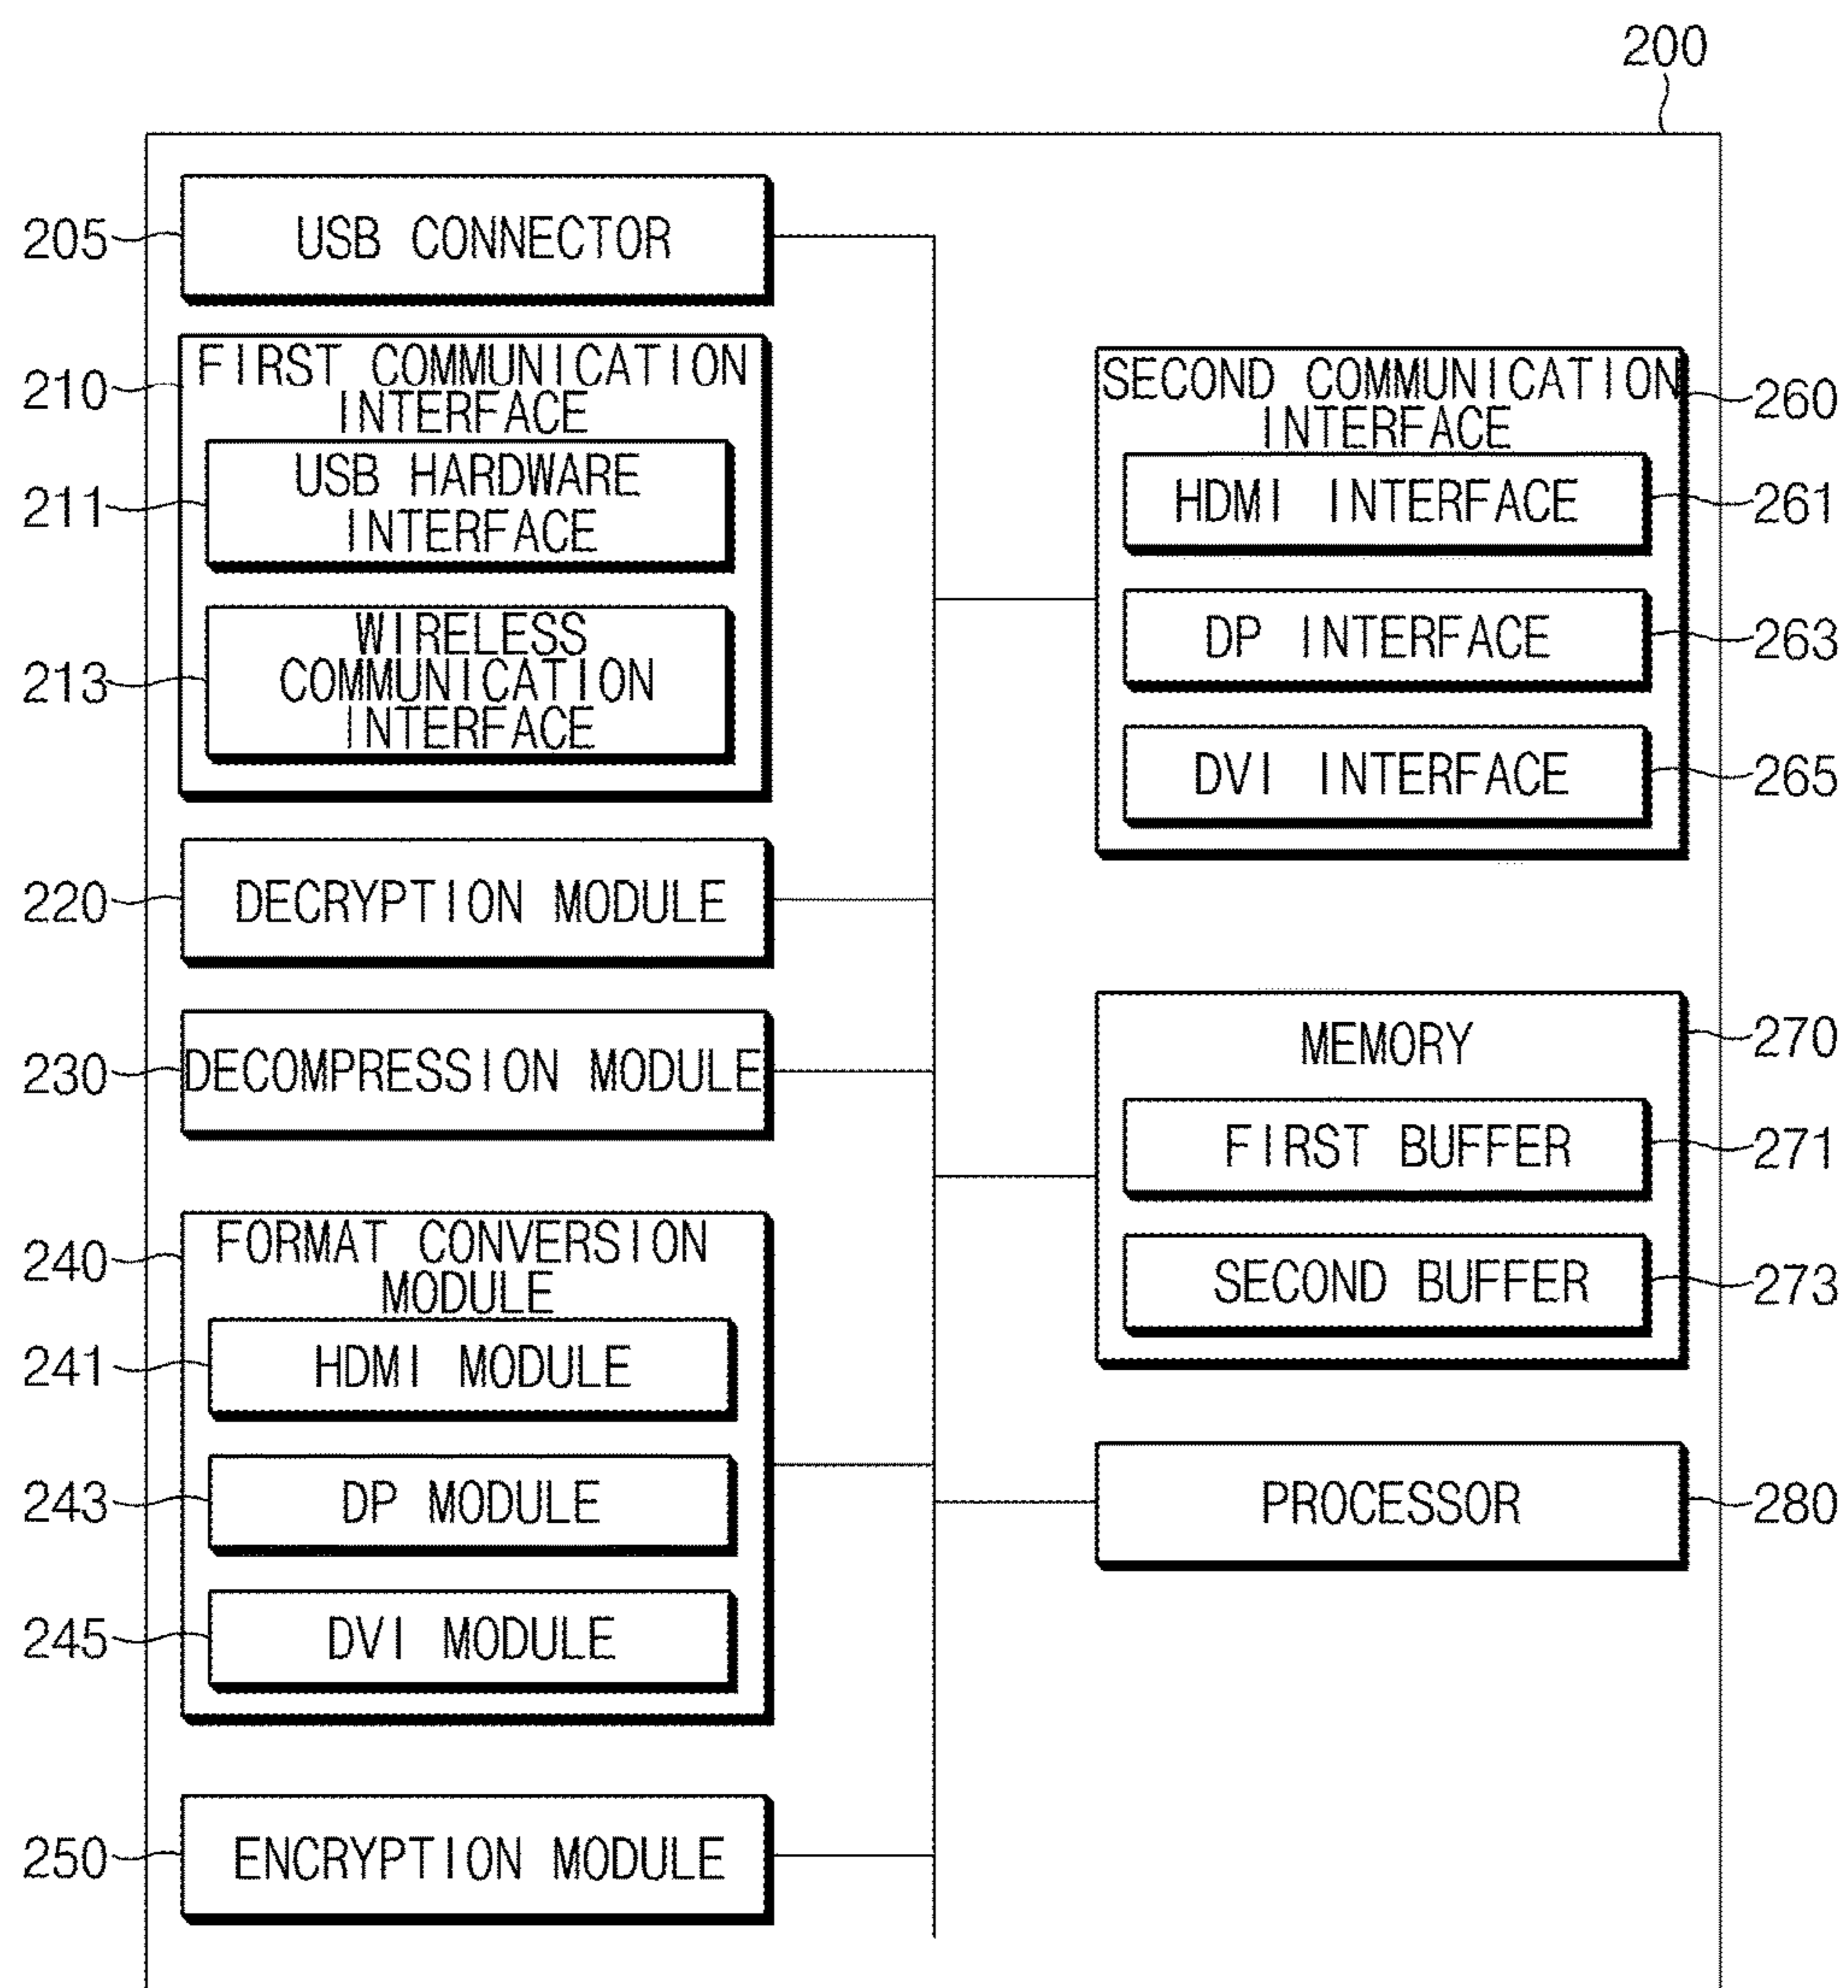 200
205
USB CONNECTOR
210
FIRST COMMUNICATION
INTERFACE
211
USB HARDWARE
INTERFACE
213
WIRELESS
COMMUNICATION
INTERFACE
220
DECRYPTION MODULE
230
DECOMPRESSION MODULE
240
FORMAT CONVERSION
MODULE
241
HDMI MODULE
243
DP MODULE
245
DVI MODULE
250
ENCRYPTION MODULE
SECOND COMMUNICATION
INTERFACE
260
HDMI INTERFACE
261
DP INTERFACE
263
DVI INTERFACE
265
MEMORY
270
FIRST BUFFER
271
SECOND BUFFER
273
PROCESSOR
280